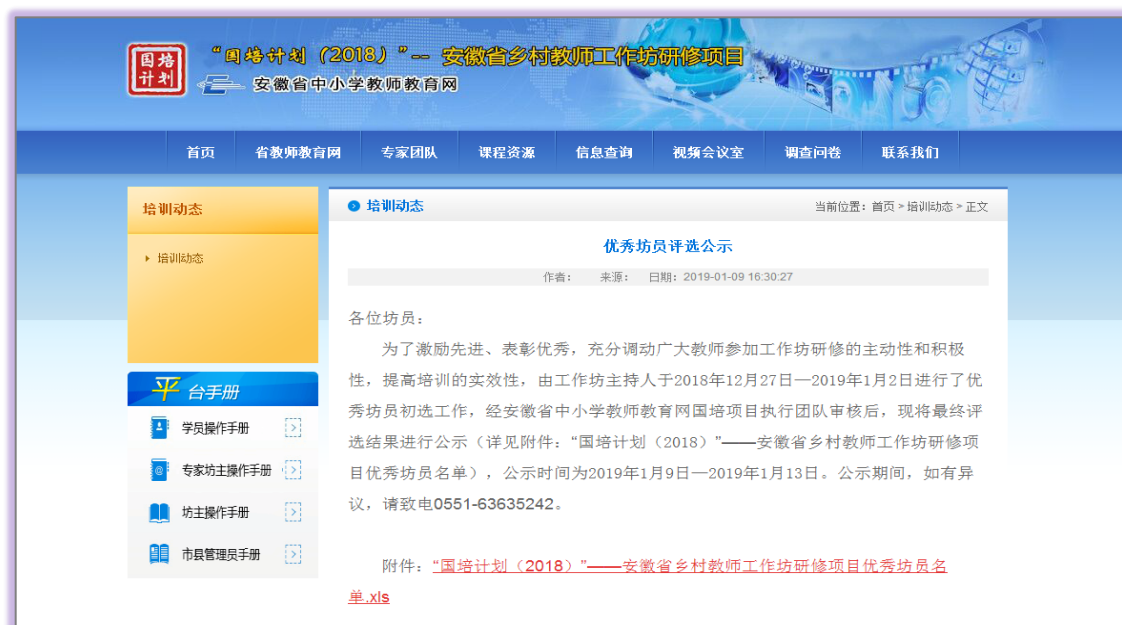 国培
计划
“国培计划（2018）”-- 安徽省乡村教师工作坊研修项目
安徽省中小学教师教育网
首页 省教师教育网 专家团队 课程资源 信息查询 视频会议室 调查问卷 联系我们
培训动态
培训动态
平台手册
学员操作手册
专家坊主操作手册
坊主操作手册
市县管理员手册
培训动态 当前位置：首页 > 培训动态 > 正文
优秀坊员评选公示
作者： 来源： 日期：2019-01-09 16:30:27
各位坊员：
为了激励先进、表彰优秀，充分调动广大教师参加工作坊研修的主动性和积极
性，提高培训的实效性，由工作坊主持人于2018年12月27日—2019年1月2日进行了优
秀坊员初选工作，经安徽省中小学教师教育网国培项目执行团队审核后，现将最终评
选结果进行公示（详见附件：“国培计划（2018）”——安徽省乡村教师工作坊研修项
目优秀坊员名单），公示时间为2019年1月9日—2019年1月13日。公示期间，如有异
议，请致电0551-63635242。
附件：“国培计划（2018）”——安徽省乡村教师工作坊研修项目优秀坊员名
单.xls